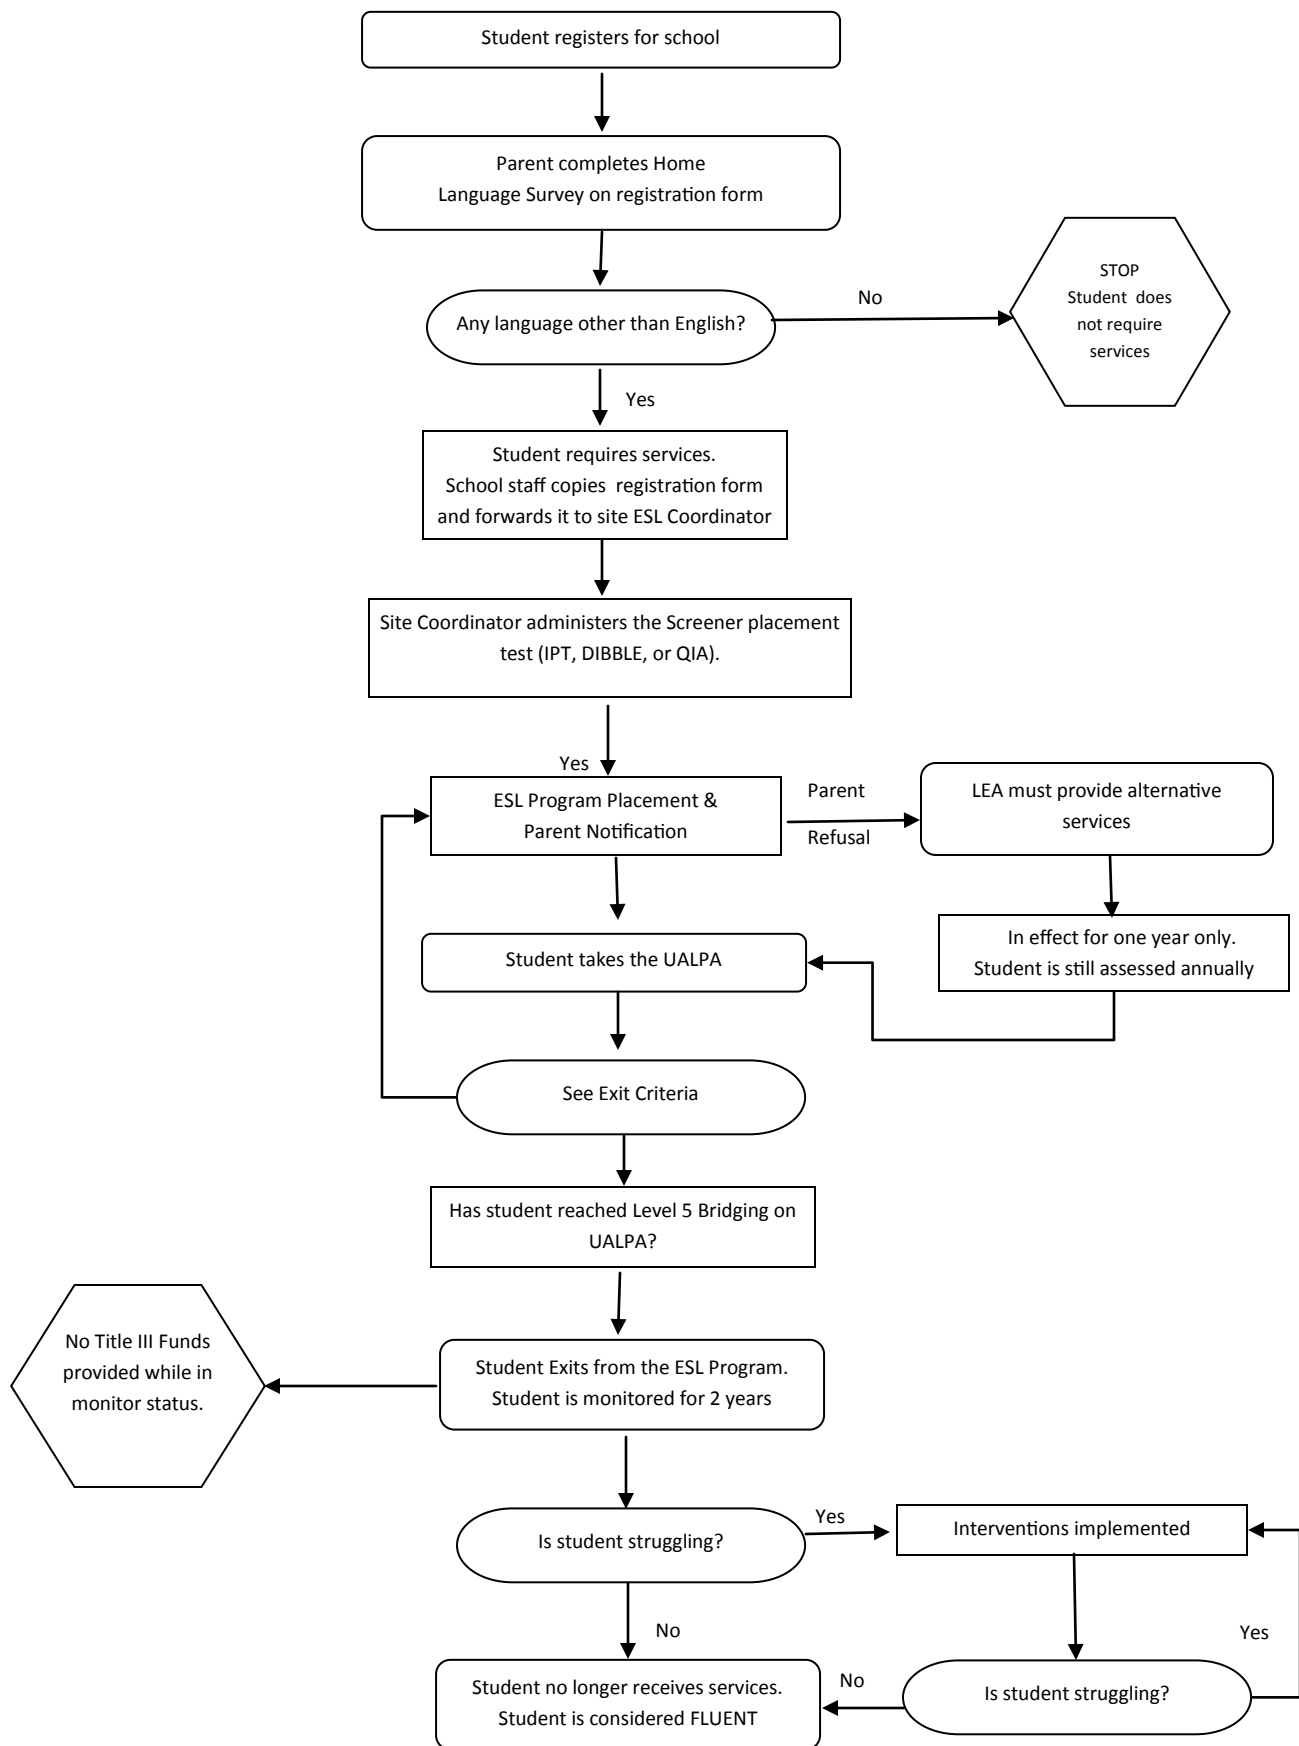 Student registers for school
Parent completes Home
Language Survey on registration form
Any language other than English?
No
STOP
Student does
not require
services
Yes
Student requires services.
School staff copies registration form
and forwards it to site ESL Coordinator
Site Coordinator administers the Screener placement
test (IPT, DIBBLE, or QIA).
Yes
ESL Program Placement &
Parent Notification
Parent
Refusal
LEA must provide alternative
services
In effect for one year only.
Student is still assessed annually
Student takes the UALPA
See Exit Criteria
Has student reached Level 5 Bridging on
UALPA?
No Title III Funds
provided while in
monitor status.
Student Exits from the ESL Program.
Student is monitored for 2 years
Is student struggling?
Yes
Interventions implemented
No
Yes
Student no longer receives services.
Student is considered FLUENT
No
Is student struggling?